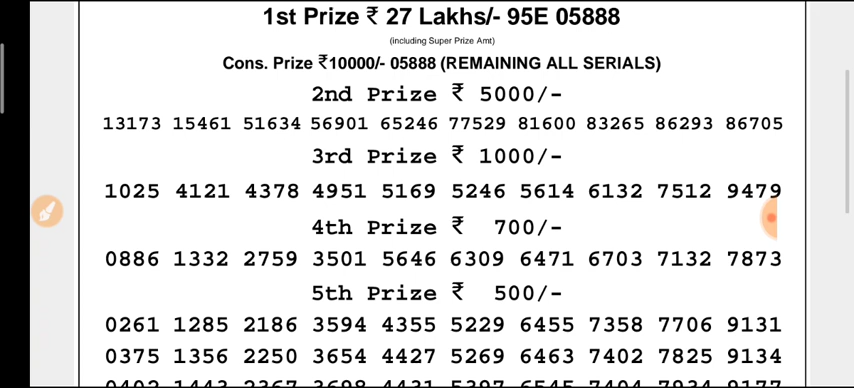 1st Prize ₹ 27 Lakhs/- 95E 05888
(including Super Prize Amt)
Cons. Prize ₹10000/- 05888 (REMAINING ALL SERIALS)
2nd Prize ₹ 5000/-
13173 15461 51634 56901 65246 77529 81600 83265 86293 86705
3rd Prize ₹ 1000/-
1025 4121 4378 4951 5169 5246 5614 6132 7512 9479
4th Prize ₹ 700/-
0886 1332 2759 3501 5646 6309 6471 6703 7132 7873
5th Prize ₹ 500/-
0261 1285 2186 3594 4355 5229 6455 7358 7706 9131
0375 1356 2250 3654 4427 5269 6463 7402 7825 9134